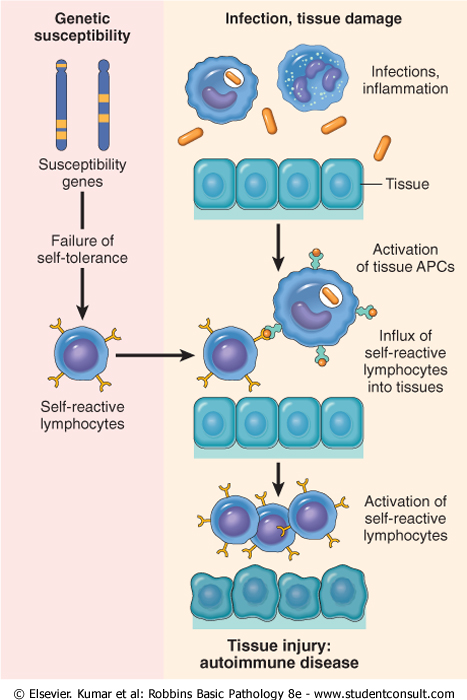 Genetic
susceptibility
Susceptibility
genes
Failure of
self-tolerance
Self-reactive
lymphocytes
Infection, tissue damage
Infections,
inflammation
Tissue
Activation
of tissue APCs
Influx of
self-reactive
lymphocytes
into tissues
Activation of
self-reactive
lymphocytes
Tissue injury:
autoimmune disease
© Elsevier. Kumar et al: Robbins Basic Pathology 8e - www.studentconsult.com